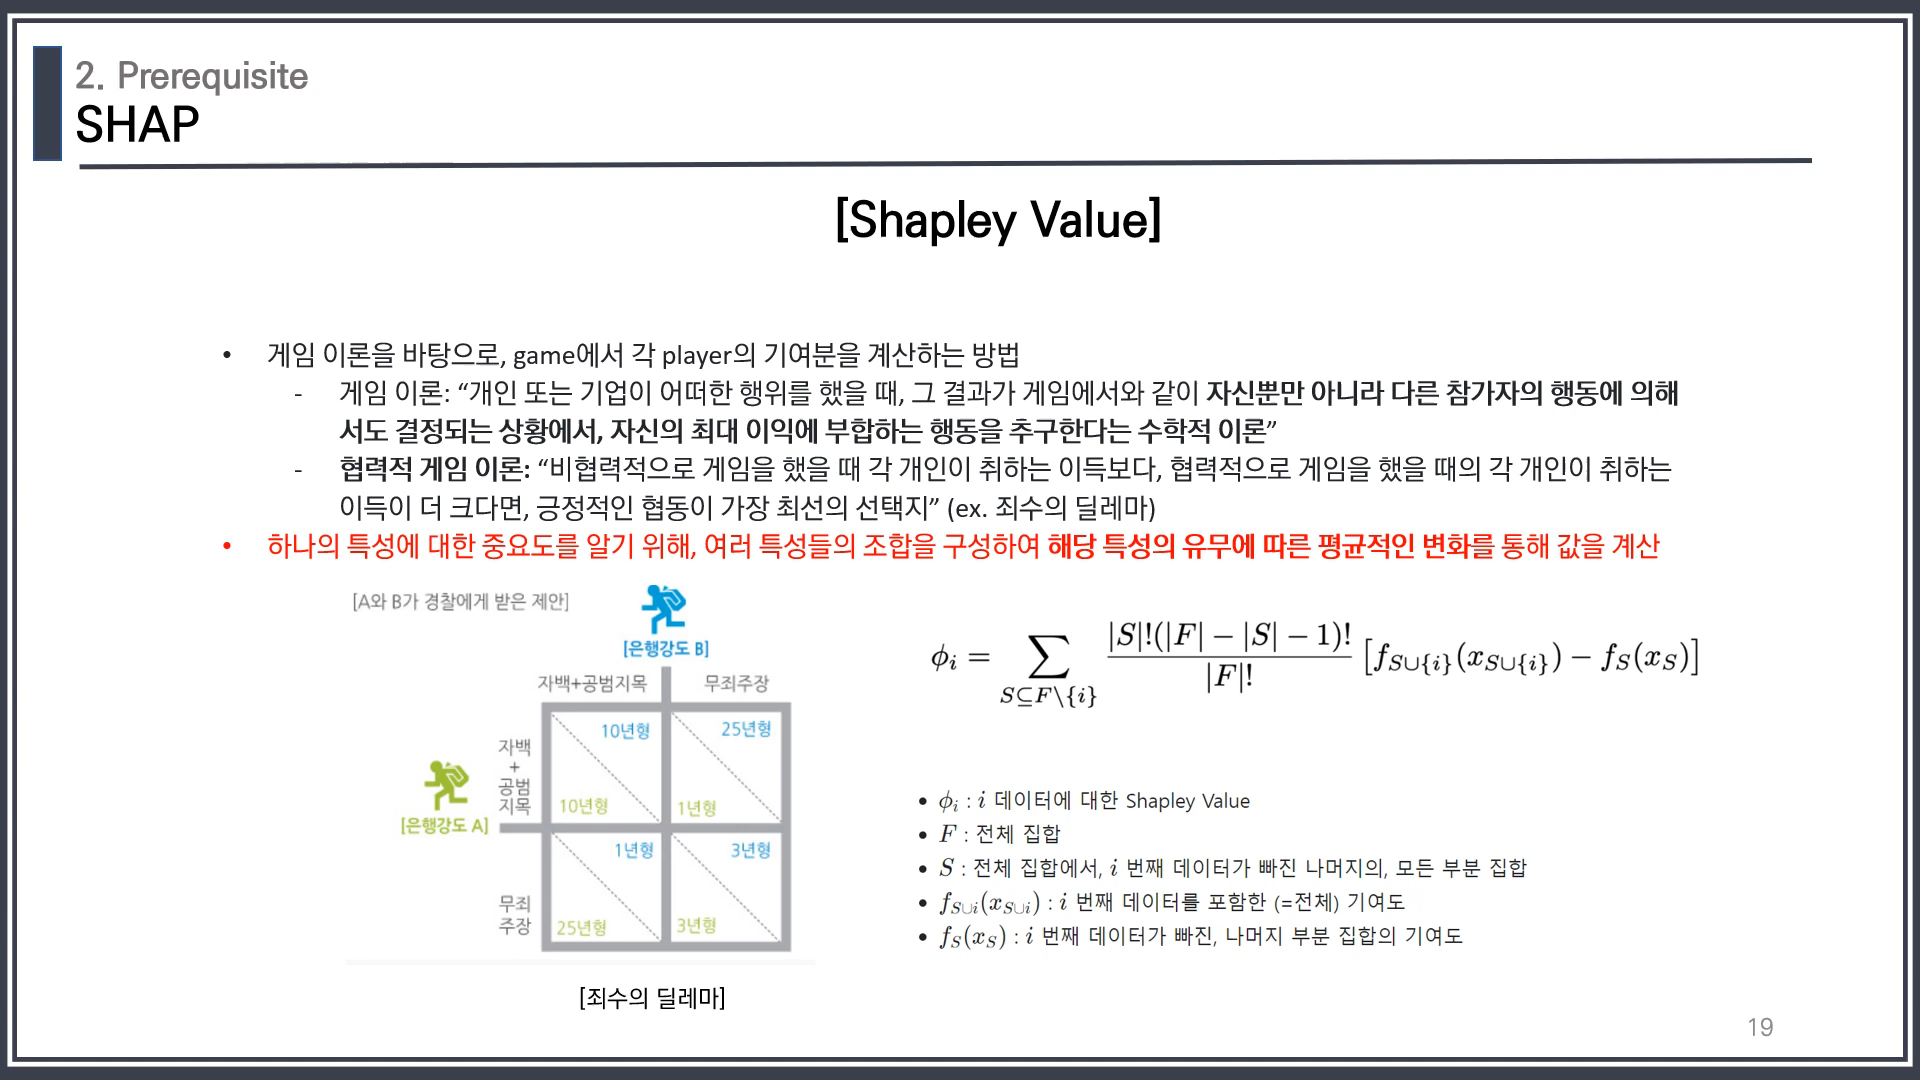 2. Prerequisite
SHAP
[Shapley Value]
• 게임 이론을 바탕으로, game에서 각 player의 기여분을 계산하는 방법
- 게임 이론: “개인 또는 기업이 어떠한 행위를 했을 때, 그 결과가 게임에서와 같이 자신뿐만 아니라 다른 참가자의 행동에 의해
서도 결정되는 상황에서, 자신의 최대 이익에 부합하는 행동을 추구한다는 수학적 이론”
- 협력적 게임 이론: “비협력적으로 게임을 했을 때 각 개인이 취하는 이득보다, 협력적으로 게임을 했을 때의 각 개인이 취하는
이득이 더 크다면, 긍정적인 협동이 가장 최선의 선택지” (ex. 죄수의 딜레마)
• 하나의 특성에 대한 중요도를 알기 위해, 여러 특성들의 조합을 구성하여 해당 특성의 유무에 따른 평균적인 변화를 통해 값을 계산
[A와 B가 경찰에게 받은 제안]
[은행강도 B]
자백+공범지목 무죄주장
10년형 25년형
자백
+
공범
지목
10년형 1년형
[은행강도 A]
1년형 3년형
무죄
주장
25년형 3년형
[죄수의 딜레마]
ϕᵢ = ∑_{S⊆F\{i}} |S|!(|F| − |S| − 1)! / |F|! [f_{S∪{i}}(x_{S∪{i}}) − f_S(x_S)]
• ϕᵢ : i 데이터에 대한 Shapley Value
• F : 전체 집합
• S : 전체 집합에서, i 번째 데이터가 빠진 나머지의, 모든 부분 집합
• f_{S∪i}(x_{S∪i}) : i 번째 데이터를 포함한 (=전체) 기여도
• f_S(x_S) : i 번째 데이터가 빠진, 나머지 부분 집합의 기여도
19